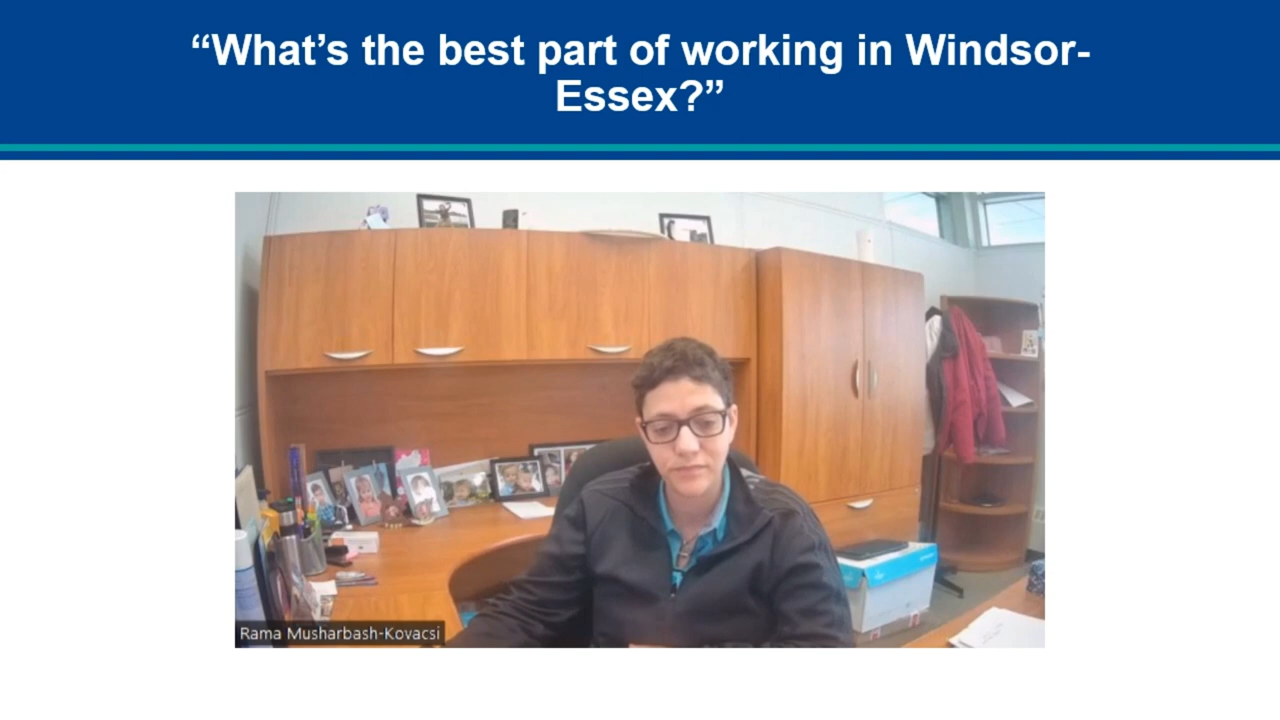 “What’s the best part of working in Windsor-
Essex?”
Rama Musharbash-Kovacsi